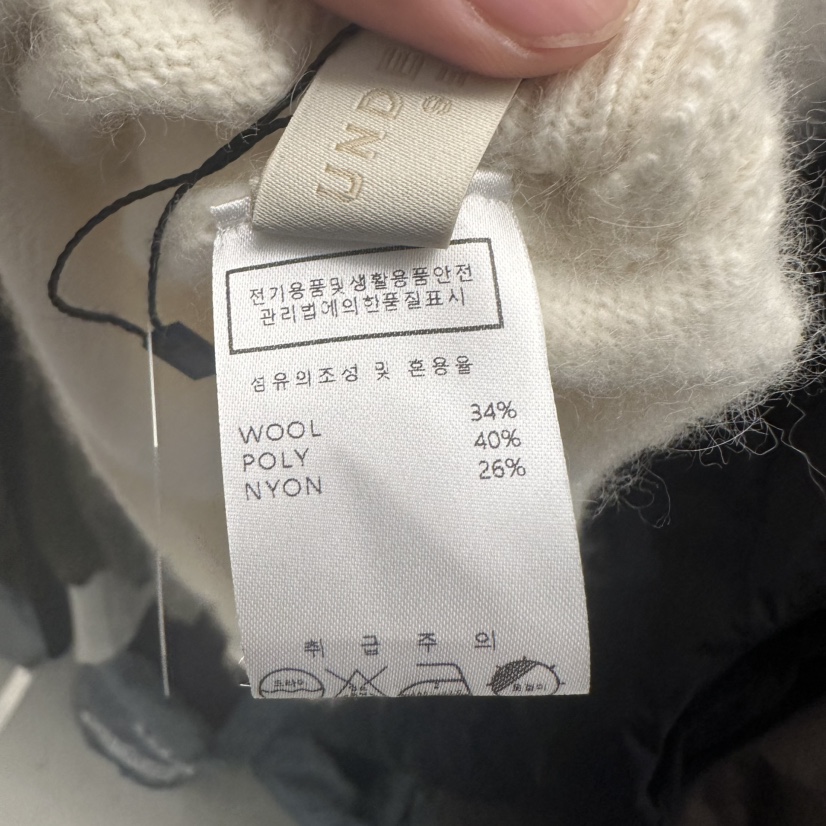 UNDE
전기용품및생활용품안전
관리법에의한품질표시
섬유의조성 및 혼용율
WOOL 34%
POLY 40%
NYON 26%
취 급 주 의